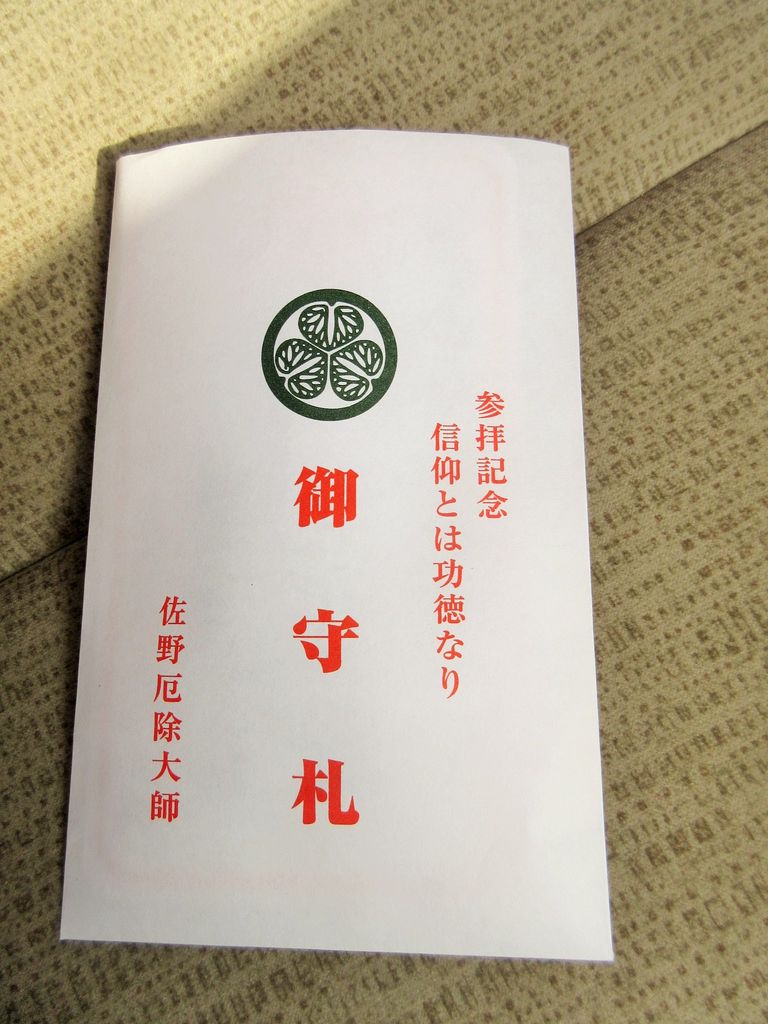 参拝記念
信仰とは功徳なり
御守札
佐野厄除大師